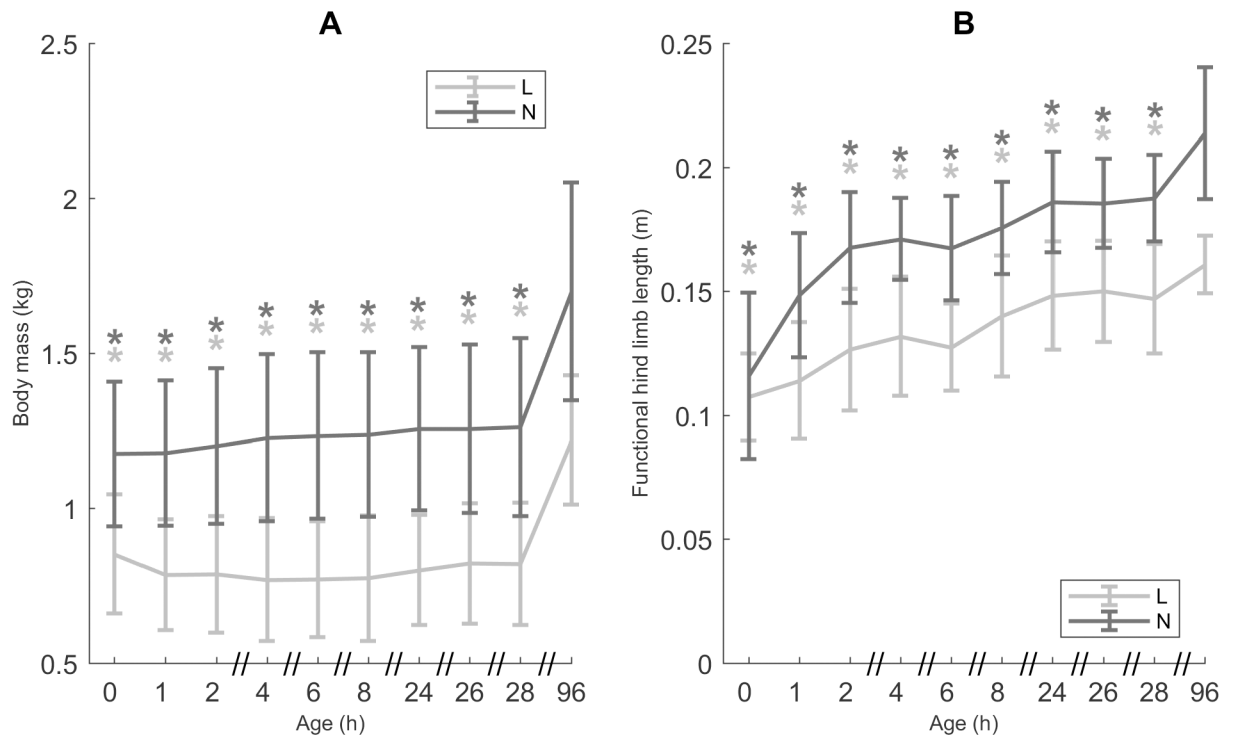 A
2.5
2
1.5
1
0.5
Body mass (kg)
L
N
* * * * * * * * *
* * * * * * * * *
0 1 2 // 4 // 6 // 8 // 24 // 26 // 28 // 96
Age (h)
B
0.25
0.2
0.15
0.1
0.05
0
Functional hind limb length (m)
* * * * * * * * *
* * * * * * * * *
L
N
0 1 2 // 4 // 6 // 8 // 24 // 26 // 28 // 96
Age (h)